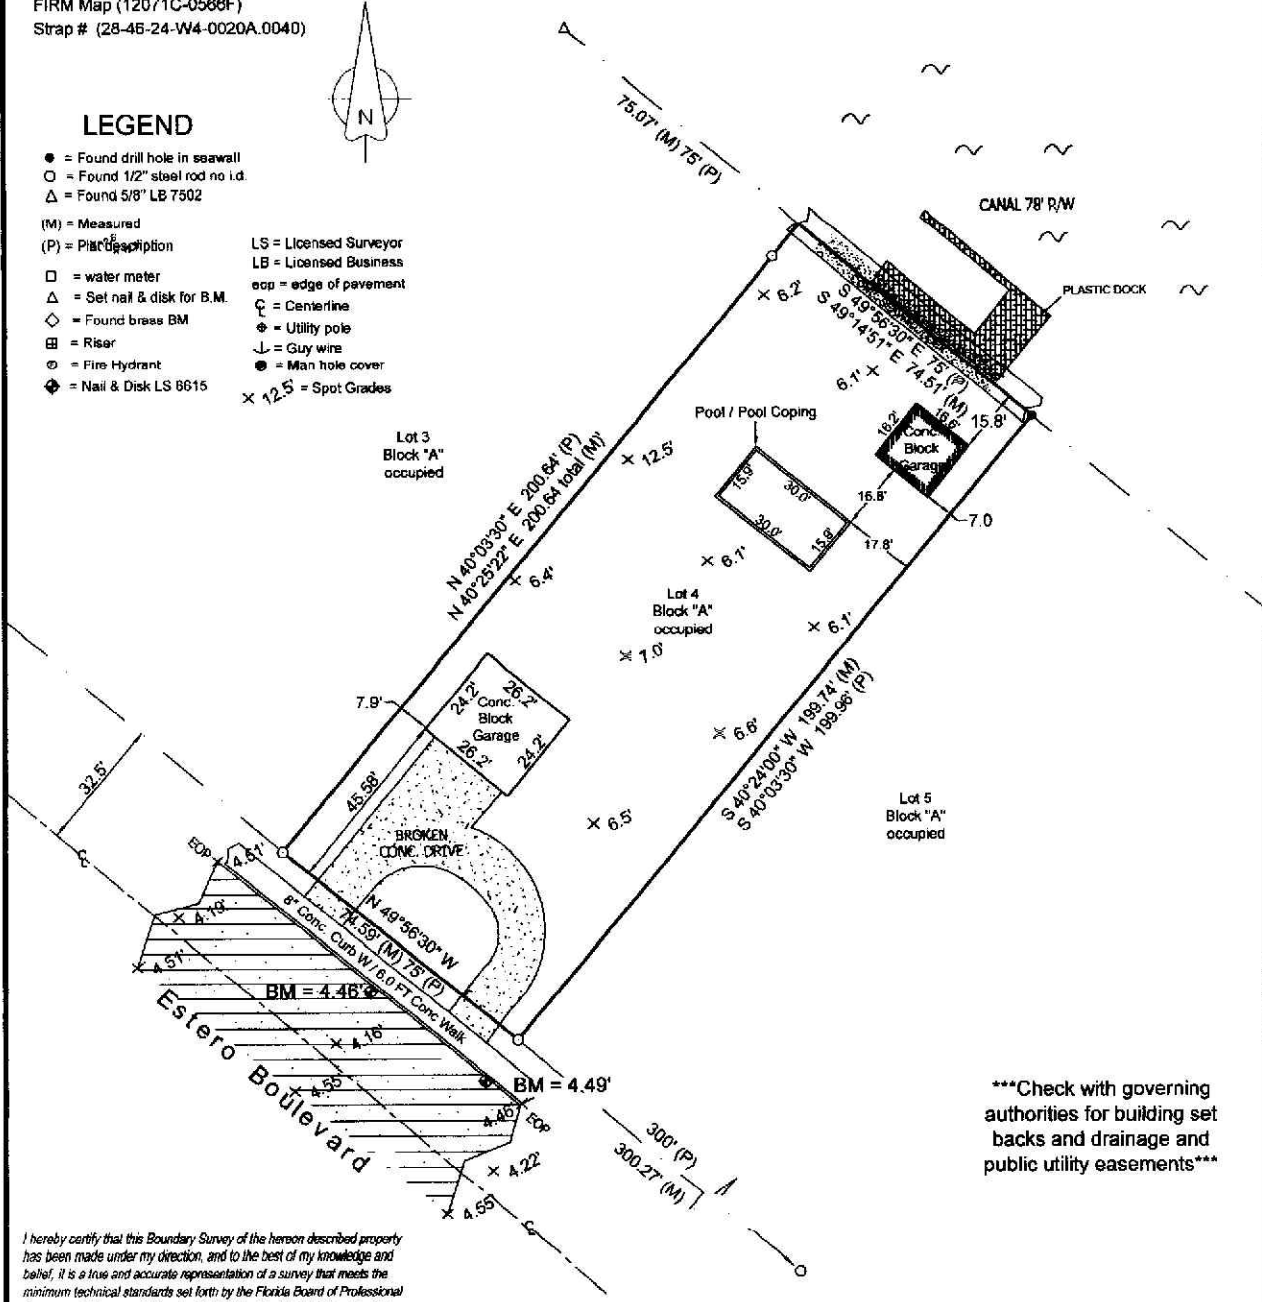 FIRM Map (12071C-0566F)
Strap # (28-46-24-W4-0020A.0040)
N
LEGEND
= Found drill hole in seawall
= Found 1/2" steel rod no i.d.
= Found 5/8" LB 7502
(M) = Measured
(P) = Plat description
= water meter
= Set nail & disk for B.M.
= Found brass BM
= Riser
= Fire Hydrant
= Nail & Disk LS 6615
LS = Licensed Surveyor
LB = Licensed Business
eop = edge of pavement
= Centerline
= Utility pole
= Guy wire
= Man hole cover
12.5' = Spot Grades
75.07' (M) 75' (P)
CANAL 78' R/W
PLASTIC DOCK
S 49°56'30" E 75' (P)
S 49°14'51" E 74.51' (M)
6.2'
6.1'
Pool / Pool Coping
15.9'
30.0'
30.0'
15.9'
16.2'
16.6'
Conc.
Block
Garage
15.8'
16.8'
7.0
17.8'
Lot 3
Block "A"
occupied
12.5'
N 40°03'30" E 200.64' (P)
N 40°25'22" E 200.64 total (M)'
6.4'
6.7'
Lot 4
Block "A"
occupied
6.1'
7.0'
6.6'
S 40°24'00" W 199.74' (M)
S 40°03'30" W 199.96' (P)
7.9'
24.2'
26.2'
Conc.
Block
Garage
26.2'
24.2'
32.5'
45.58'
6.5'
Lot 5
Block "A"
occupied
BROKEN
CONC. DRIVE
EOP
4.51'
4.19'
4.51'
N 49°56'30" W
74.59' (M) 75' (P)
8" Conc. Curb W/ 6.0 FT Conc Walk
BM = 4.46'
4.16'
4.55'
Estero Boulevard
BM = 4.49'
4.46'
EOP
4.22'
4.55'
300' (P)
300.27' (M)
***Check with governing
authorities for building set
backs and drainage and
public utility easements***
I hereby certify that this Boundary Survey of the hereon described property
has been made under my direction, and to the best of my knowledge and
belief, it is a true and accurate representation of a survey that meets the
minimum technical standards set forth by the Florida Board of Professional